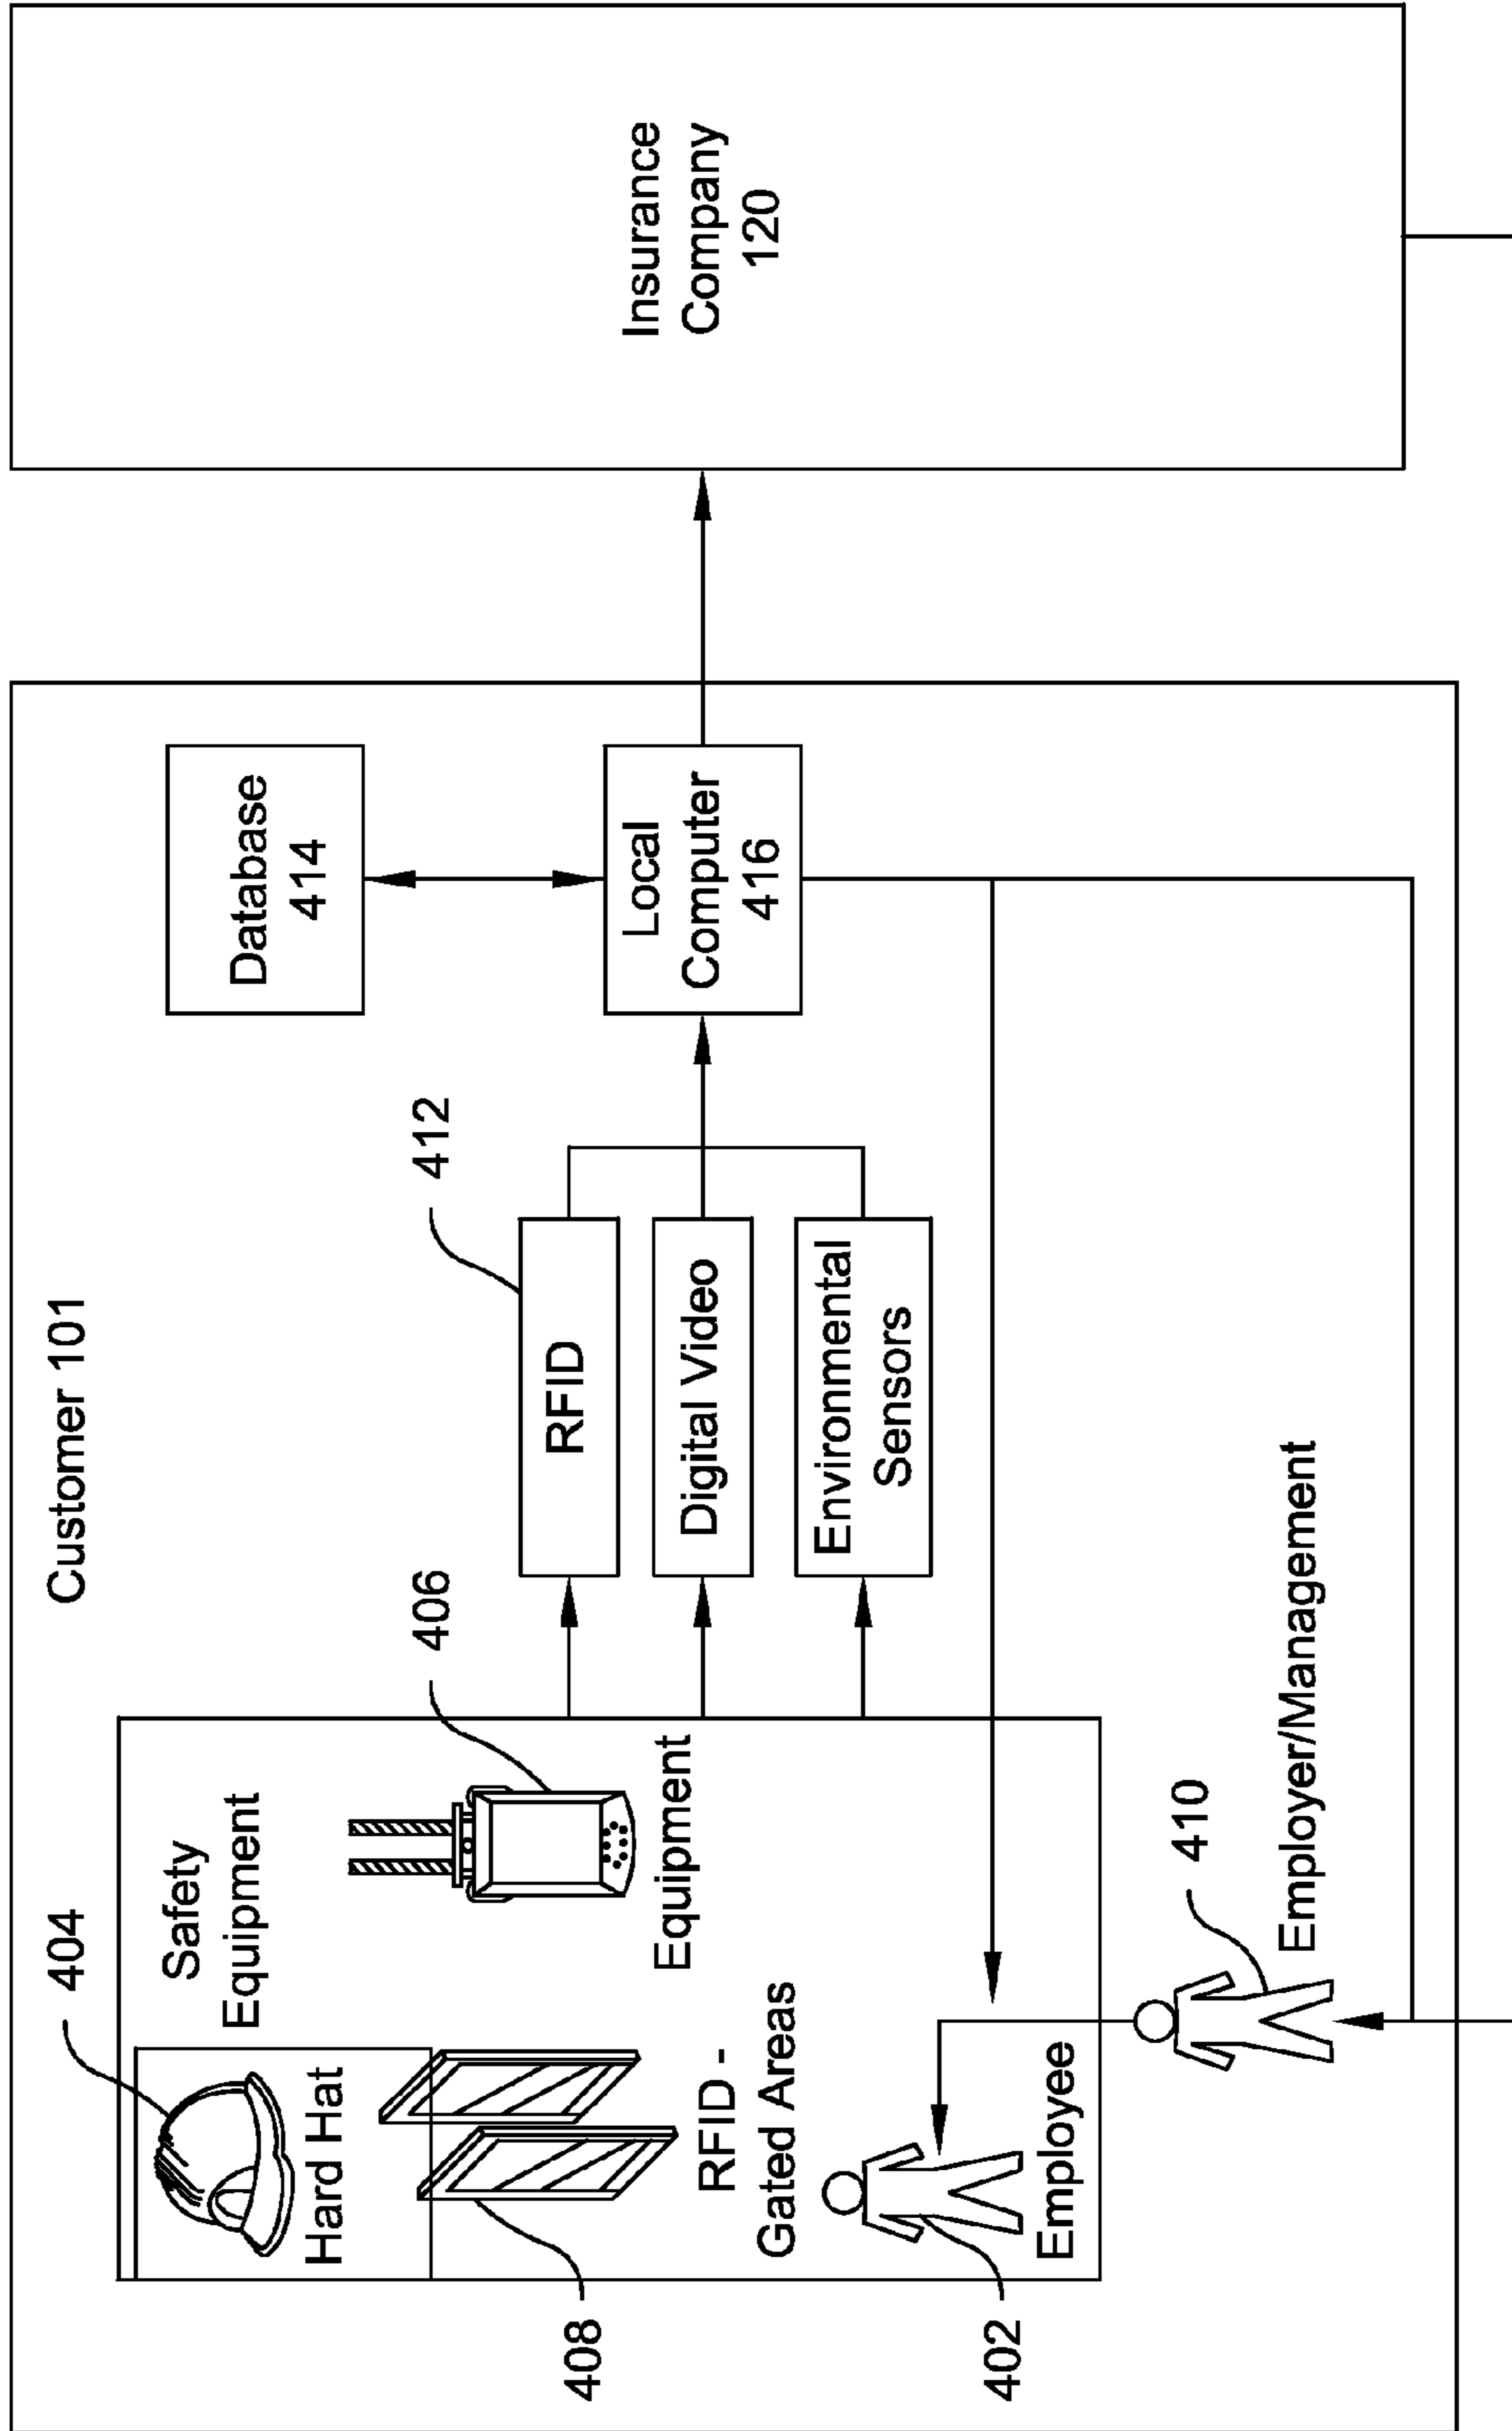 Customer 101
404
Safety
Equipment
Hard Hat
406
Equipment
408
RFID -
Gated Areas
402
Employee
410
Employer/Management
412
RFID
Digital Video
Environmental
Sensors
Database
414
Local
Computer
416
Insurance
Company
120